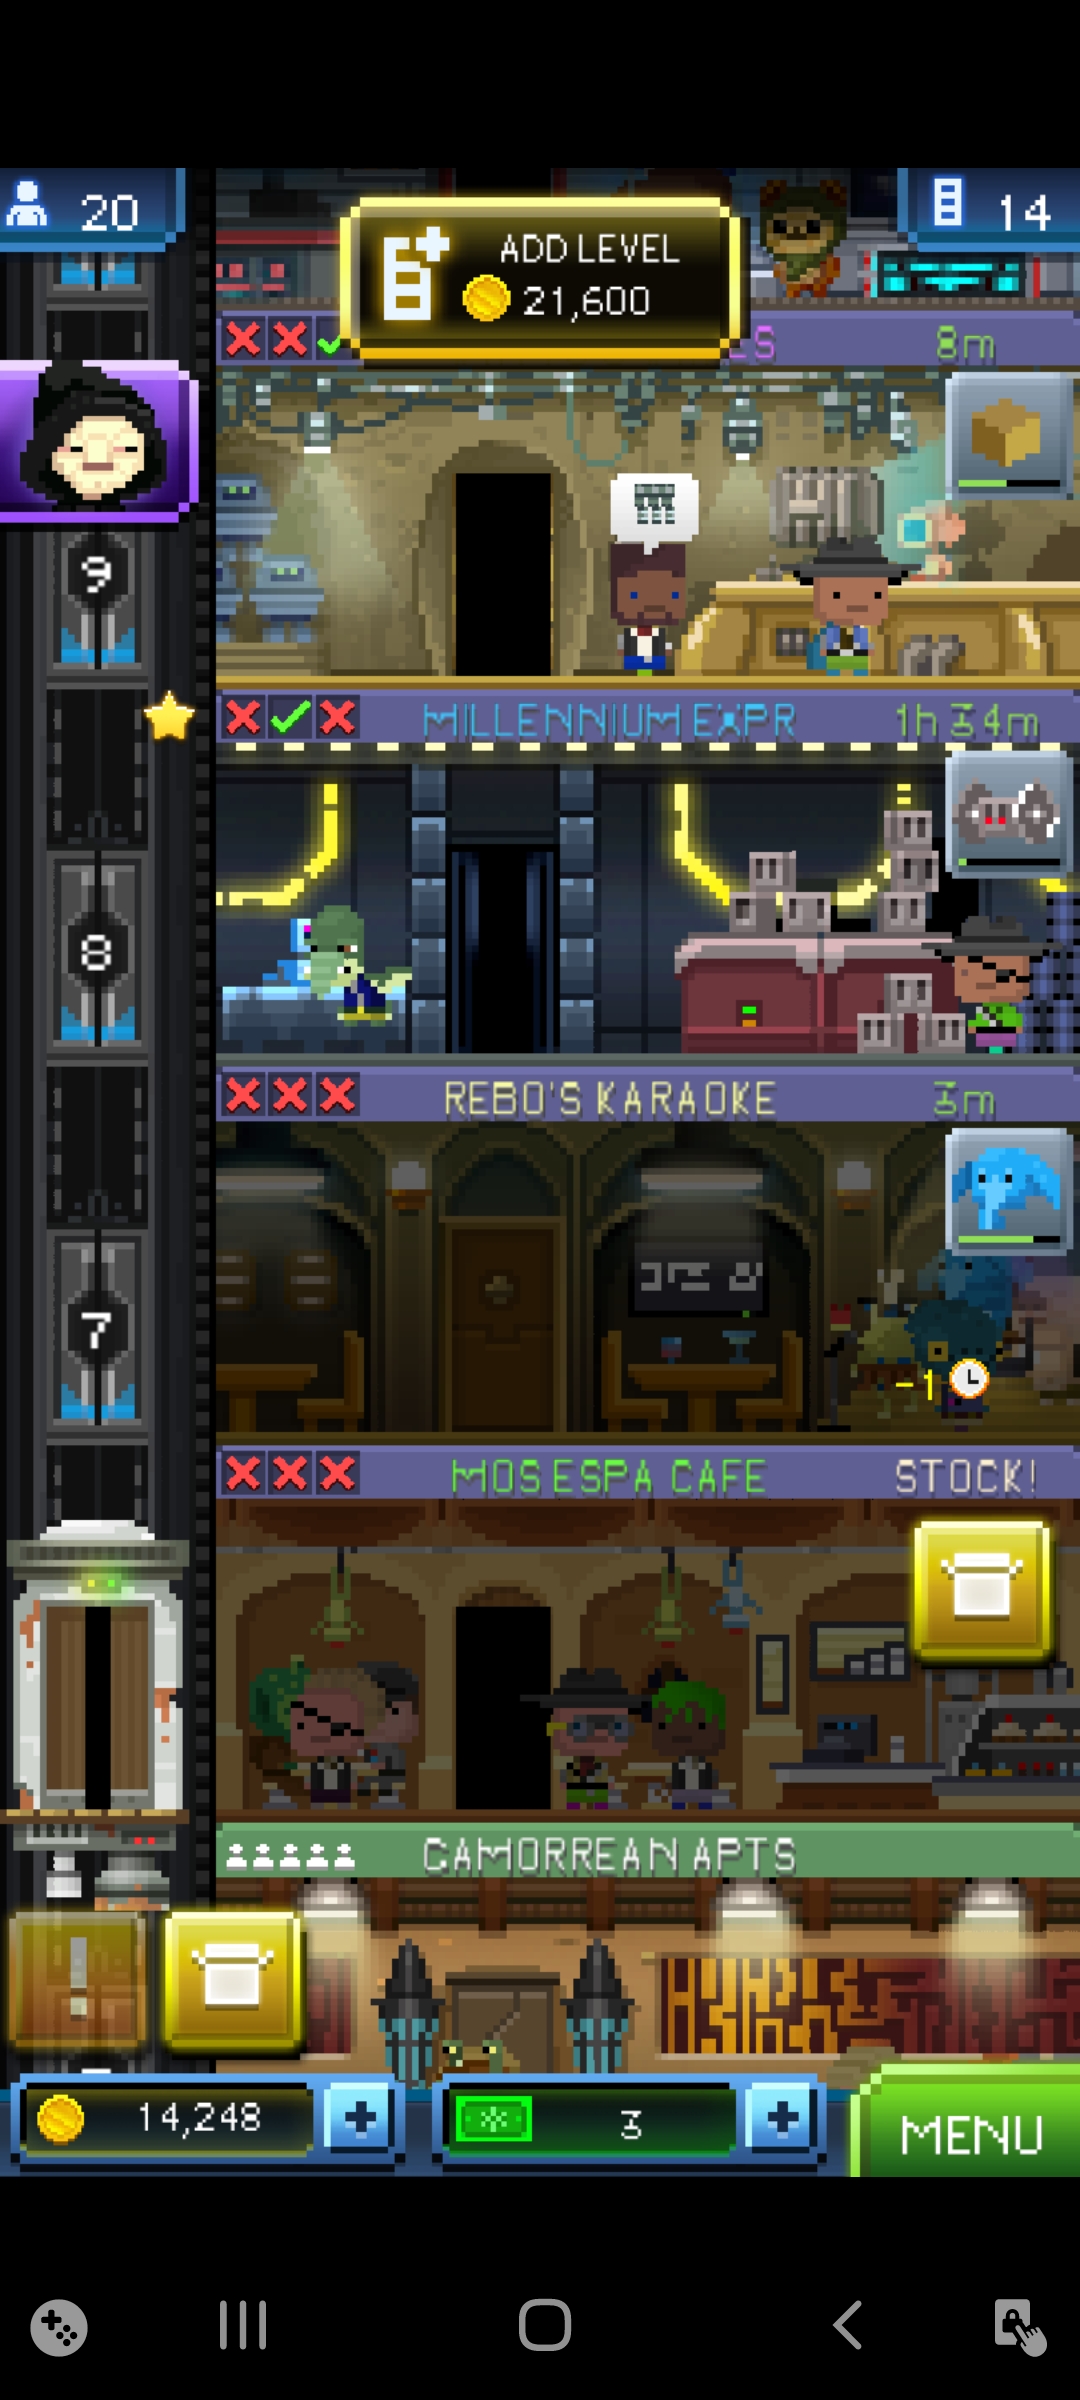 20
ADD LEVEL
21,600
14
8m
9
MILLENNIUM EXPR
1h 34m
8
REBO'S KARAOKE
3m
7
-1
MOS ESPA CAFE
STOCK!
CAMORREAN APTS
!
14,248
+
3
+
MENU